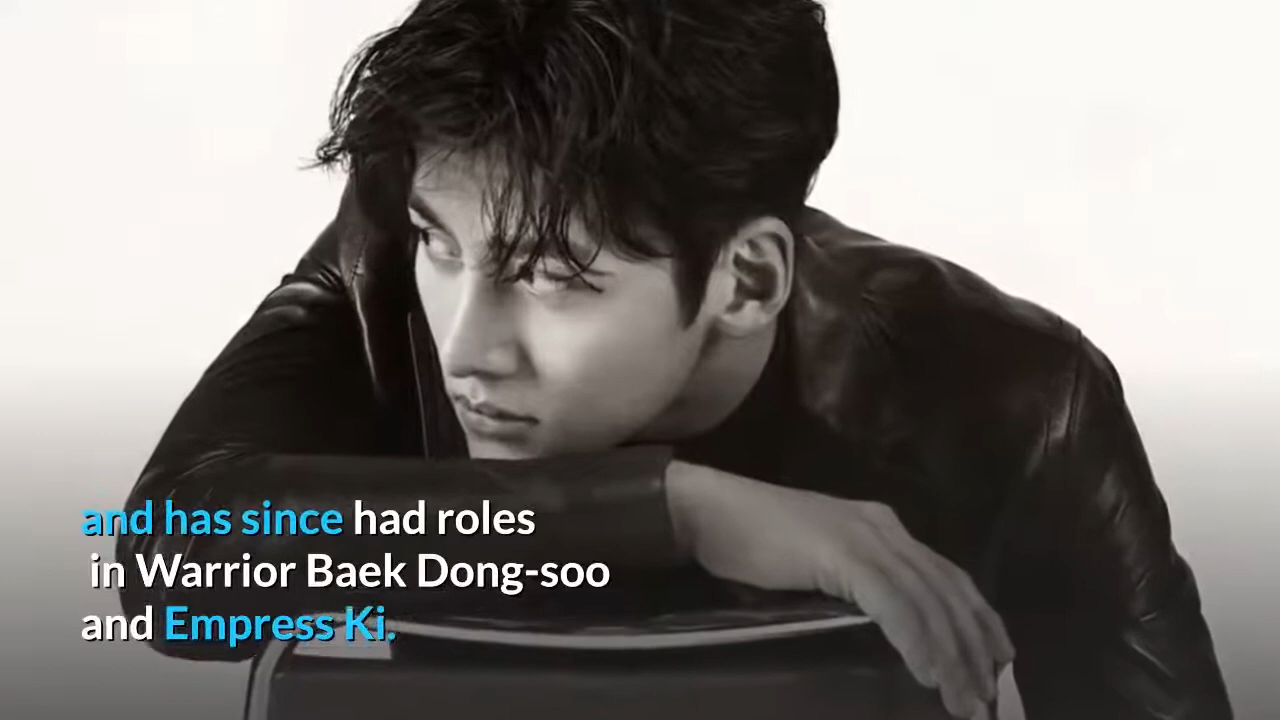 and has since had roles
in Warrior Baek Dong-soo
and Empress Ki.